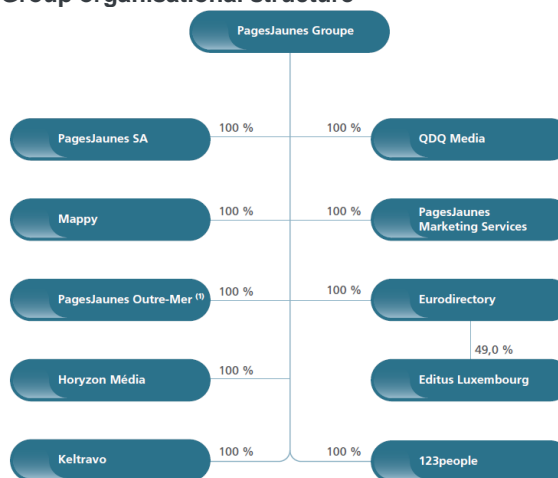 Group organisational structure
PagesJaunes Groupe
PagesJaunes SA
100 %
100 %
QDQ Media
Mappy
100 %
100 %
PagesJaunes
Marketing Services
PagesJaunes Outre-Mer (1)
100 %
100 %
Eurodirectory
49,0 %
Horyzon Média
100 %
Editus Luxembourg
Keltravo
100 %
100 %
123people